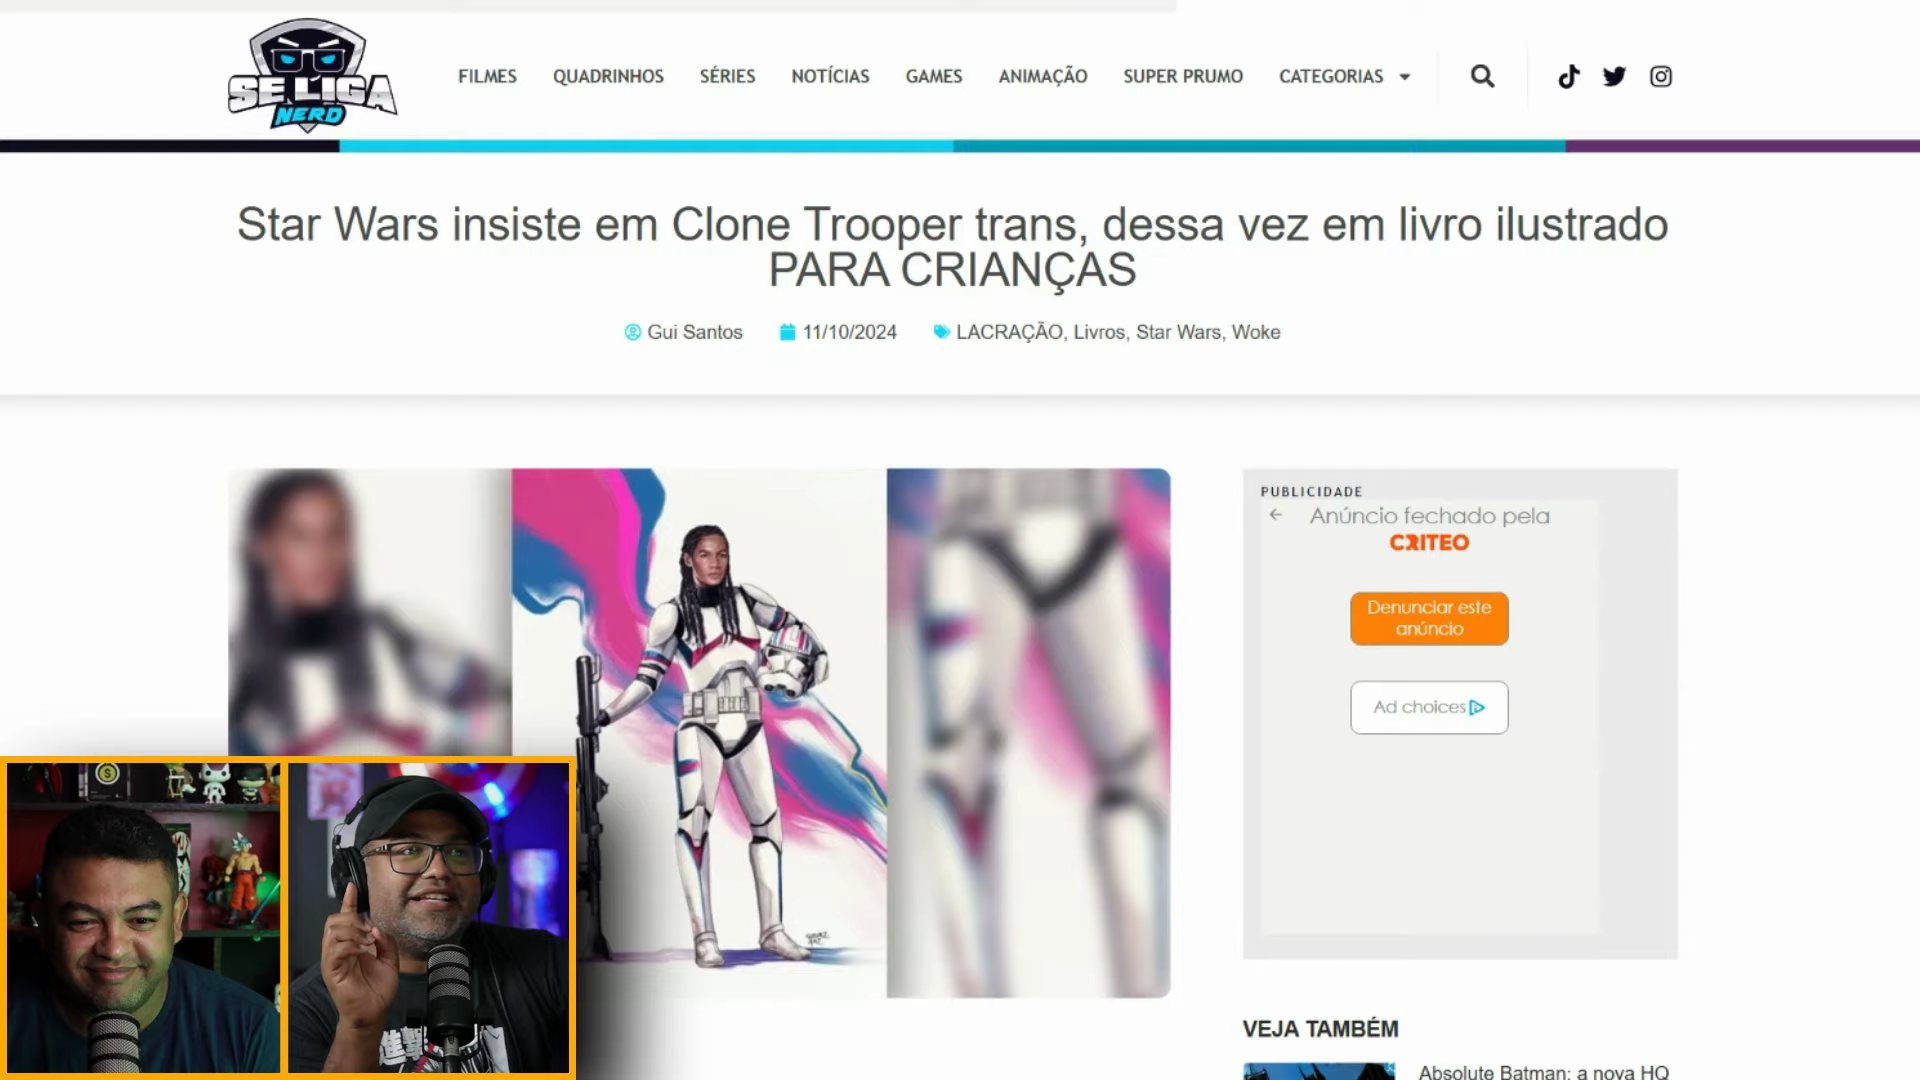 SE LIGA
NERD
FILMES
QUADRINHOS
SÉRIES
NOTÍCIAS
GAMES
ANIMAÇÃO
SUPER PRUMO
CATEGORIAS
Star Wars insiste em Clone Trooper trans, dessa vez em livro ilustrado
PARA CRIANÇAS
Gui Santos
11/10/2024
LACRAÇÃO, Livros, Star Wars, Woke
PUBLICIDADE
Anúncio fechado pela
CRITEO
Denunciar este
anúncio
Ad choices
進撃
VEJA TAMBÉM
Absolute Batman: a nova HQ